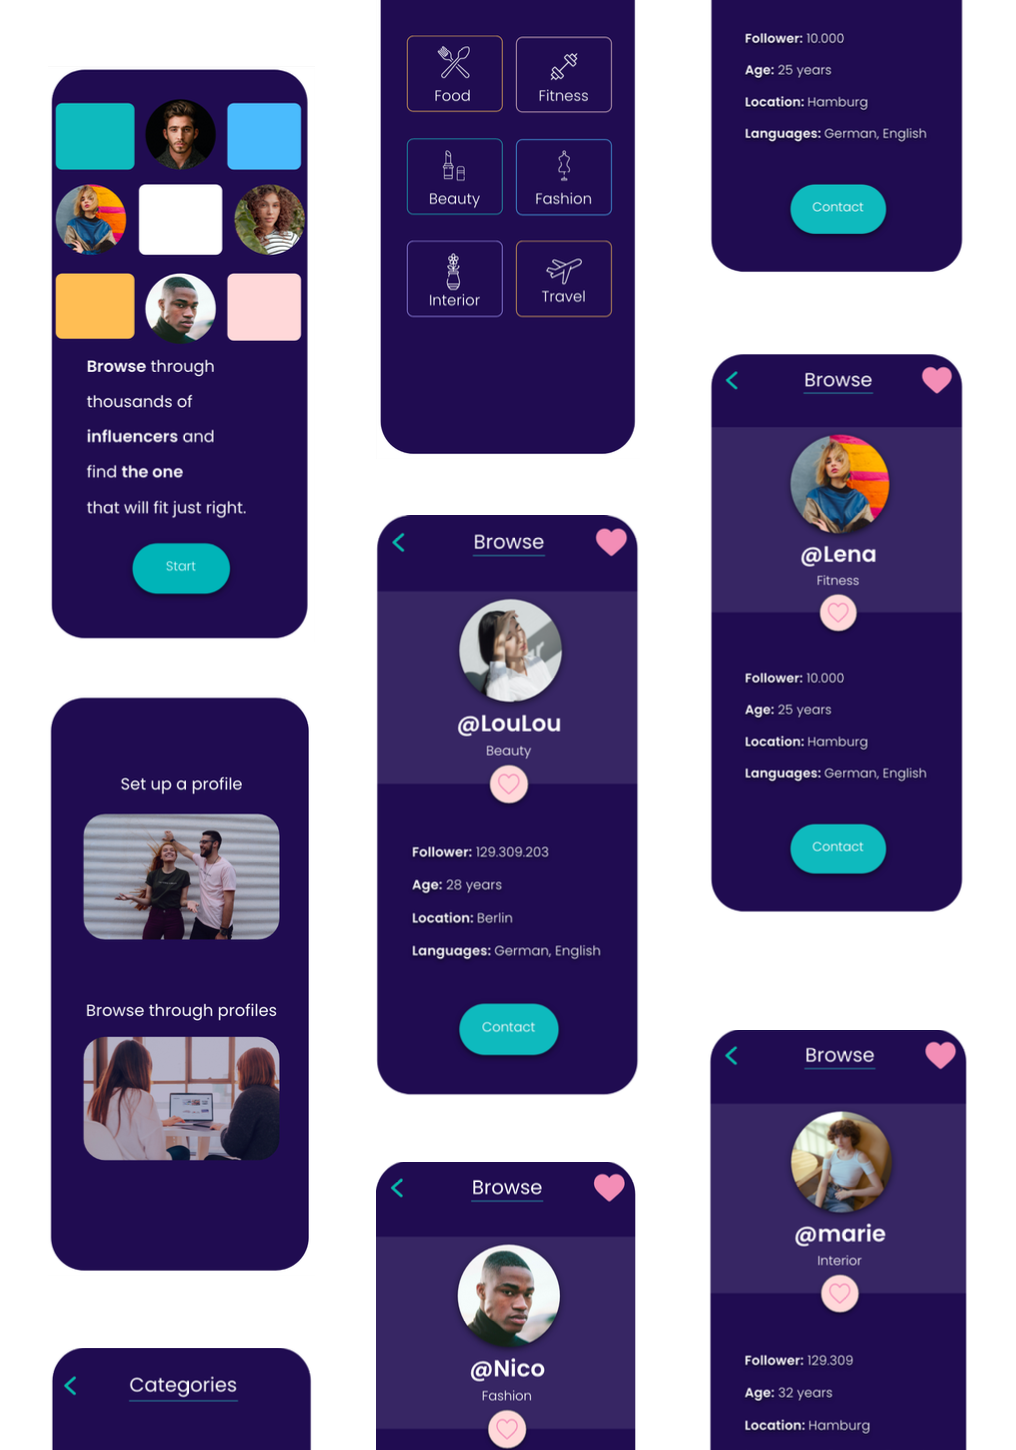 Browse through
thousands of
influencers and
find the one
that will fit just right.
Start
Set up a profile
Browse through profiles
Categories
Food
Fitness
Beauty
Fashion
Interior
Travel
Browse
@LouLou
Beauty
Follower: 129.309.203
Age: 28 years
Location: Berlin
Languages: German, English
Contact
Browse
@Nico
Fashion
Follower: 10.000
Age: 25 years
Location: Hamburg
Languages: German, English
Contact
Browse
@Lena
Fitness
Follower: 10.000
Age: 25 years
Location: Hamburg
Languages: German, English
Contact
Browse
@marie
Interior
Follower: 129.309
Age: 32 years
Location: Hamburg